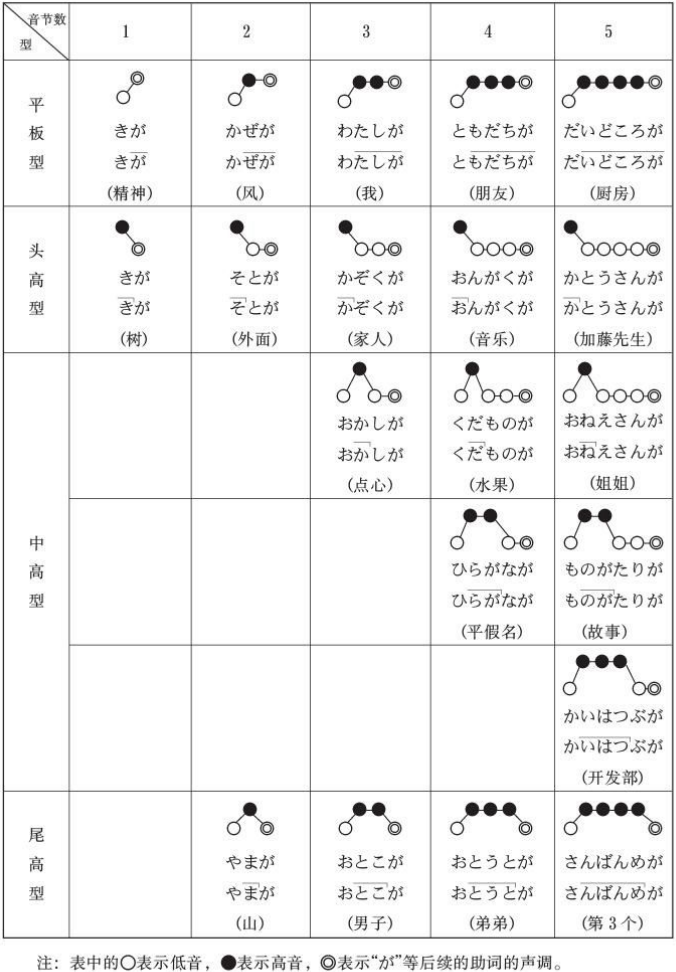 音节数
型
1 2 3 4 5
平板型
きが かぜが わたしが ともだちが だいどころが
きが かぜが わたしが ともだちが だいどころが
(精神) (风) (我) (朋友) (厨房)
头高型
きが そとが かぞくが おんがくが かとうさんが
きが そとが かぞくが おんがくが かとうさんが
(树) (外面) (家人) (音乐) (加藤先生)
中高型
おかしが くだものが おねえさんが
おかしが くだものが おねえさんが
(点心) (水果) (姐姐)
ひらがなが ものがたりが
ひらがなが ものがたりが
(平假名) (故事)
かいはつぶが
かいはつぶが
(开发部)
尾高型
やまが おとこが おとうとが さんばんめが
やまが おとこが おとうとが さんばんめが
(山) (男子) (弟弟) (第3个)
注：表中的○表示低音，●表示高音，◎表示“が”等后续的助词的声调。